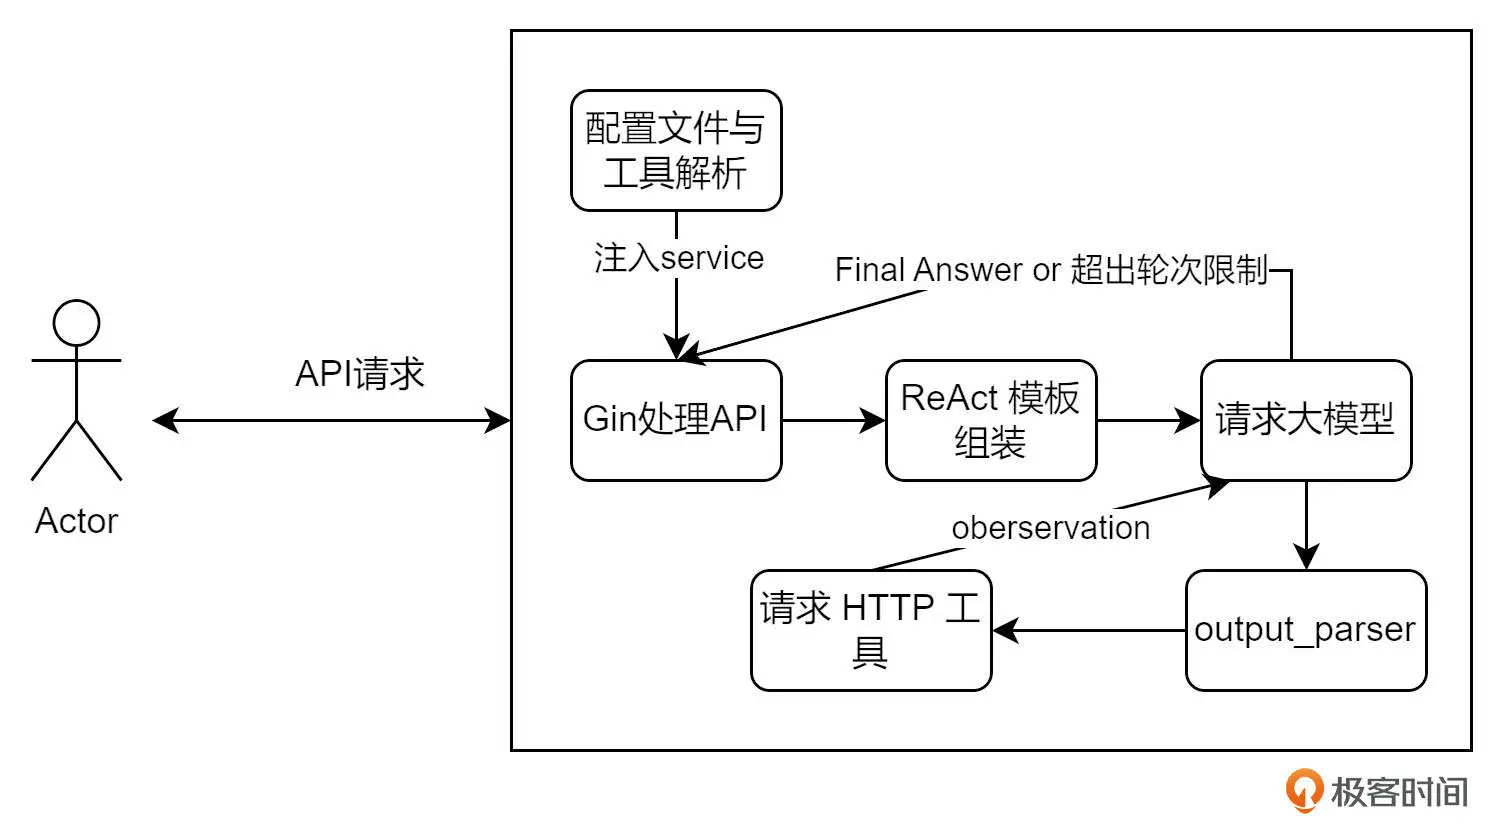 配置文件与
工具解析
注入service
Final Answer or 超出轮次限制
API请求
Gin处理API
ReAct 模板
组装
请求大模型
Actor
oberservation
请求 HTTP 工
具
output_parser
极客时间